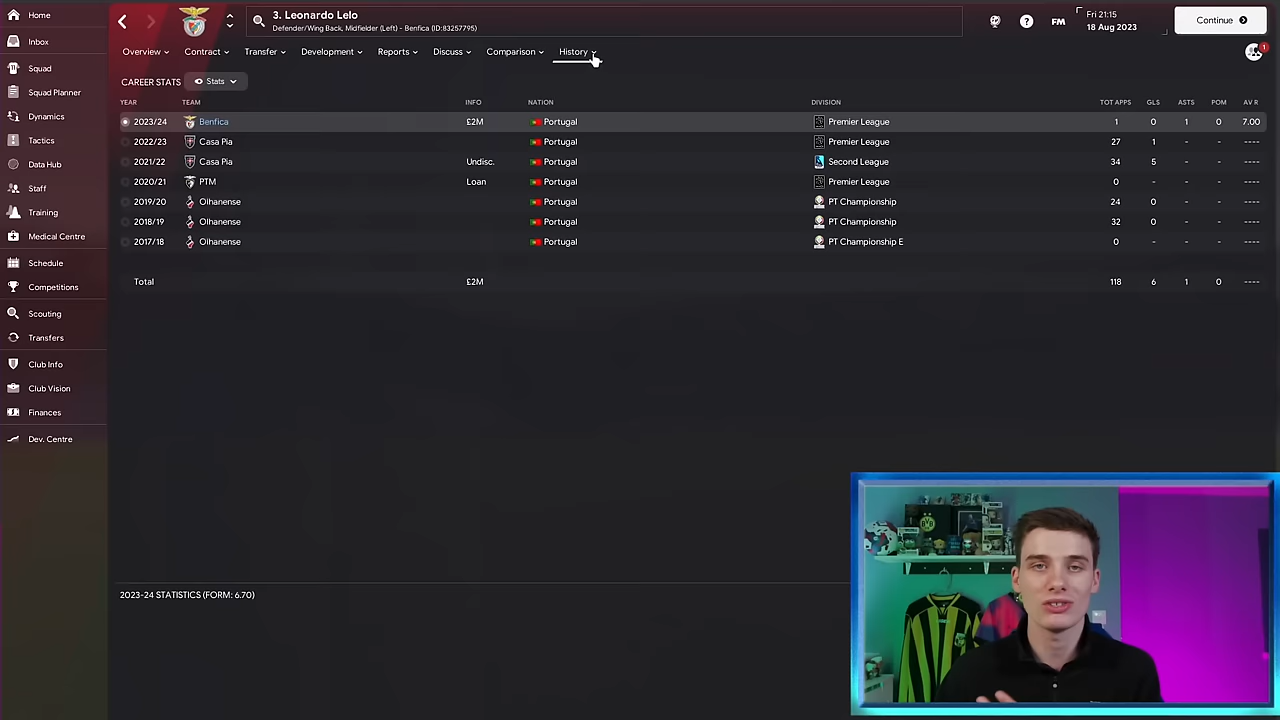 Home
Inbox
Squad
Squad Planner
Dynamics
Tactics
Data Hub
Staff
Training
Medical Centre
Schedule
Competitions
Scouting
Transfers
Club Info
Club Vision
Finances
Dev. Centre
3. Leonardo Lelo
Defender/Wing Back, Midfielder (Left) - Benfica (ID:83257795)
FM
Fri 21:15
18 Aug 2023
Continue
1
Overview Contract Transfer Development Reports Discuss Comparison History
CAREER STATS Stats
YEAR TEAM INFO NATION DIVISION TOT APPS GLS ASTS POM AV R
2023/24 Benfica £2M Portugal Premier League 1 0 1 0 7.00
2022/23 Casa Pia Portugal Premier League 27 1 - - ----
2021/22 Casa Pia Undisc. Portugal Second League 34 5 - - ----
2020/21 PTM Loan Portugal Premier League 0 - - - ----
2019/20 Olhanense Portugal PT Championship 24 0 - - ----
2018/19 Olhanense Portugal PT Championship 32 0 - - ----
2017/18 Olhanense Portugal PT Championship E 0 - - - ----
Total £2M 118 6 1 0 ----
2023-24 STATISTICS (FORM: 6.70)